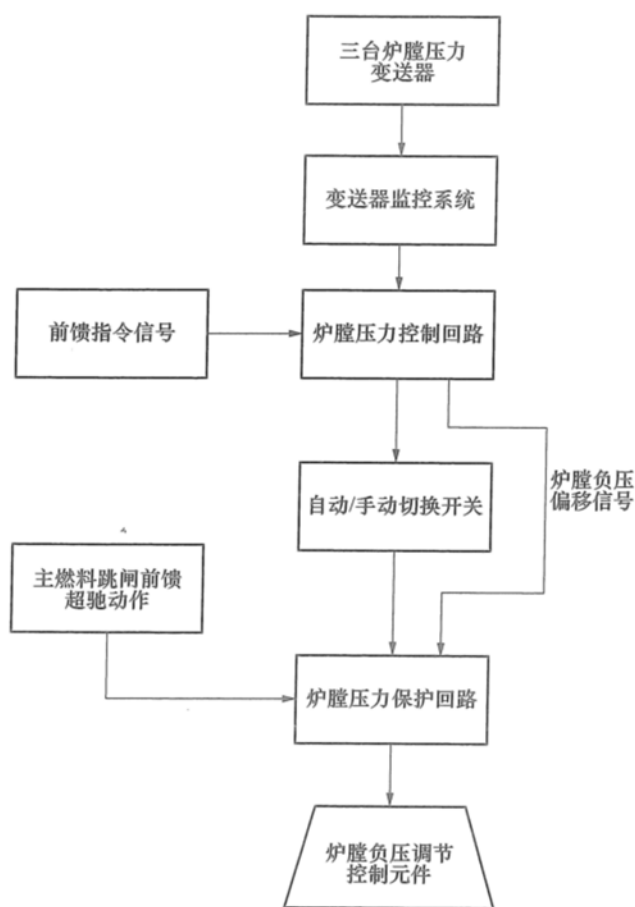 三台炉膛压力
变送器
变送器监控系统
前馈指令信号
炉膛压力控制回路
炉膛负压
偏移信号
自动/手动切换开关
主燃料跳闸前馈
超驰动作
炉膛压力保护回路
炉膛负压调节
控制元件